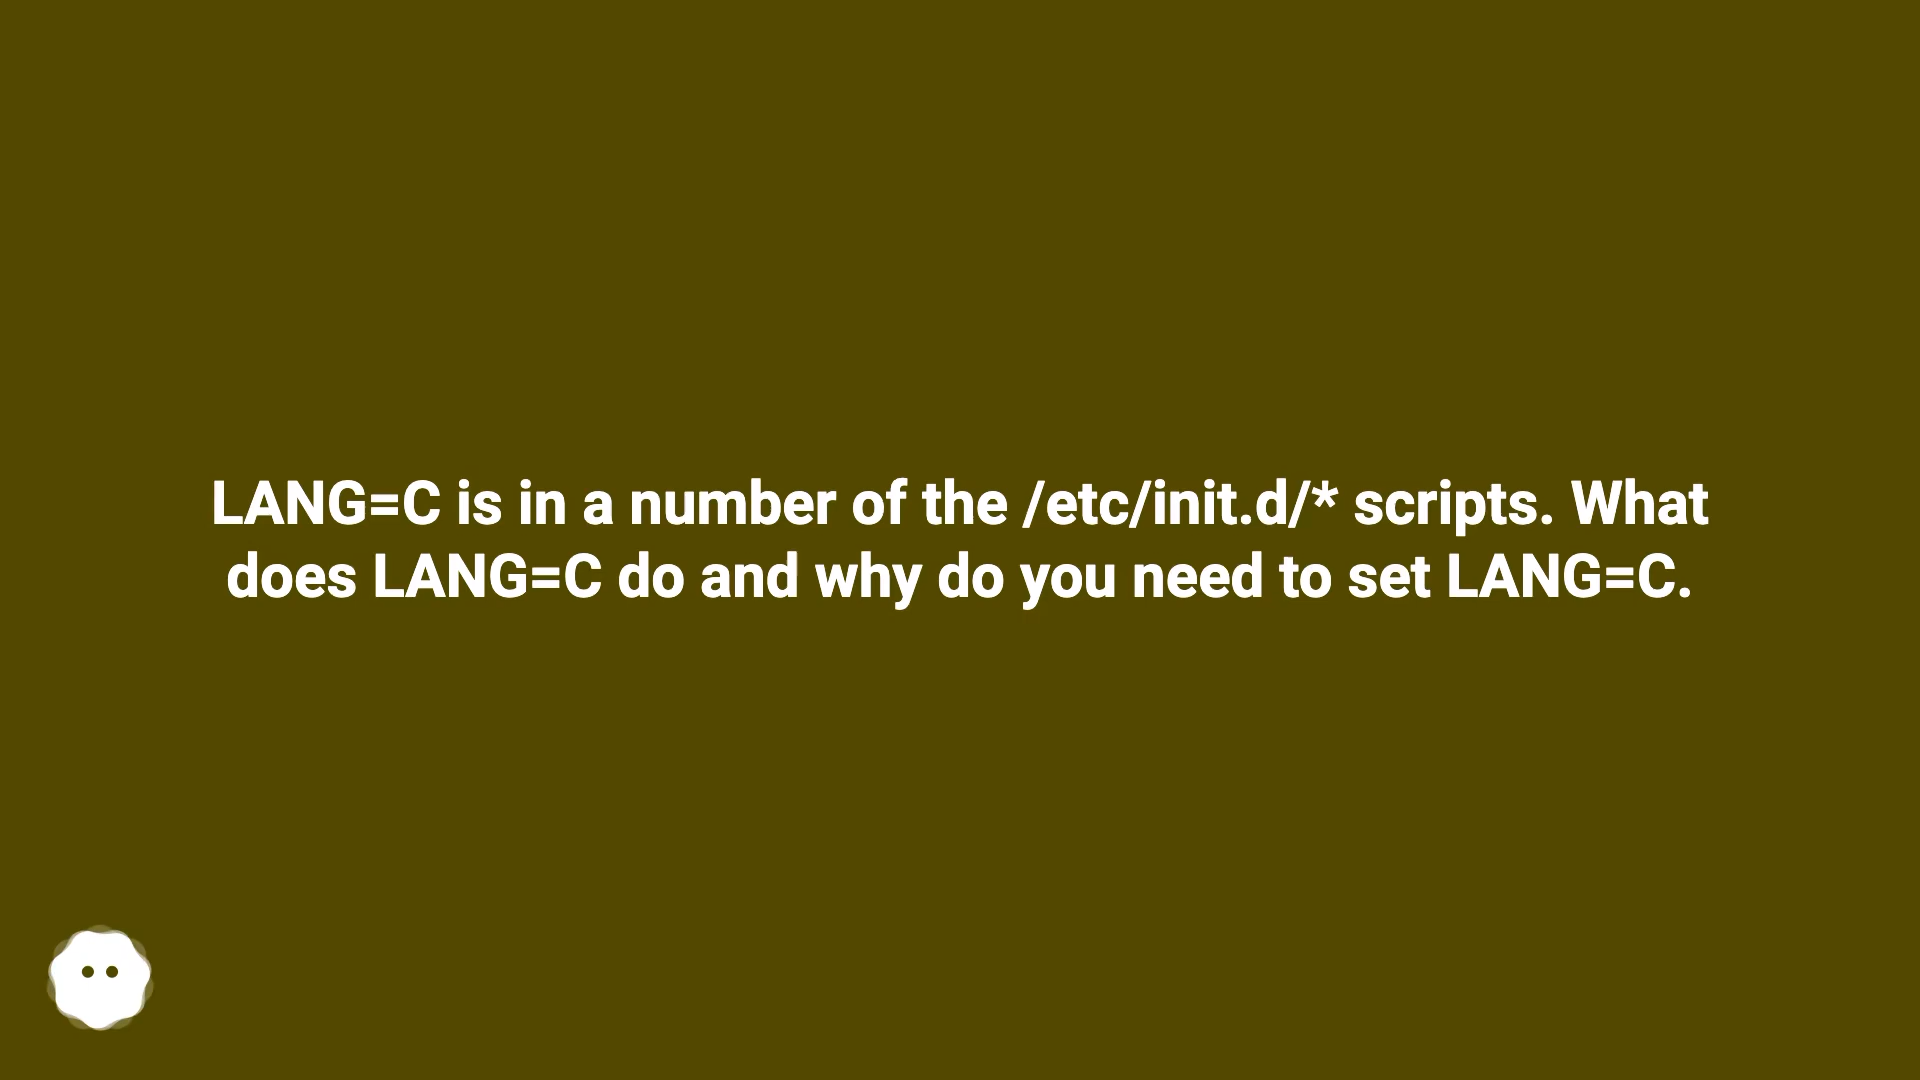 LANG=C is in a number of the /etc/init.d/* scripts. What
does LANG=C do and why do you need to set LANG=C.